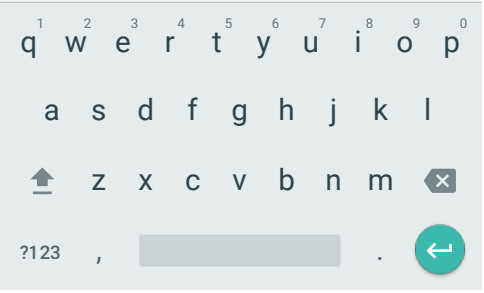 1 2 3 4 5 6 7 8 9 0
q w e r t y u i o p
a s d f g h j k l
z x c v b n m
?123 , .